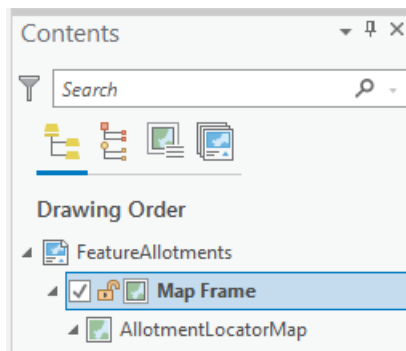 Contents
Search
Drawing Order
FeatureAllotments
Map Frame
AllotmentLocatorMap